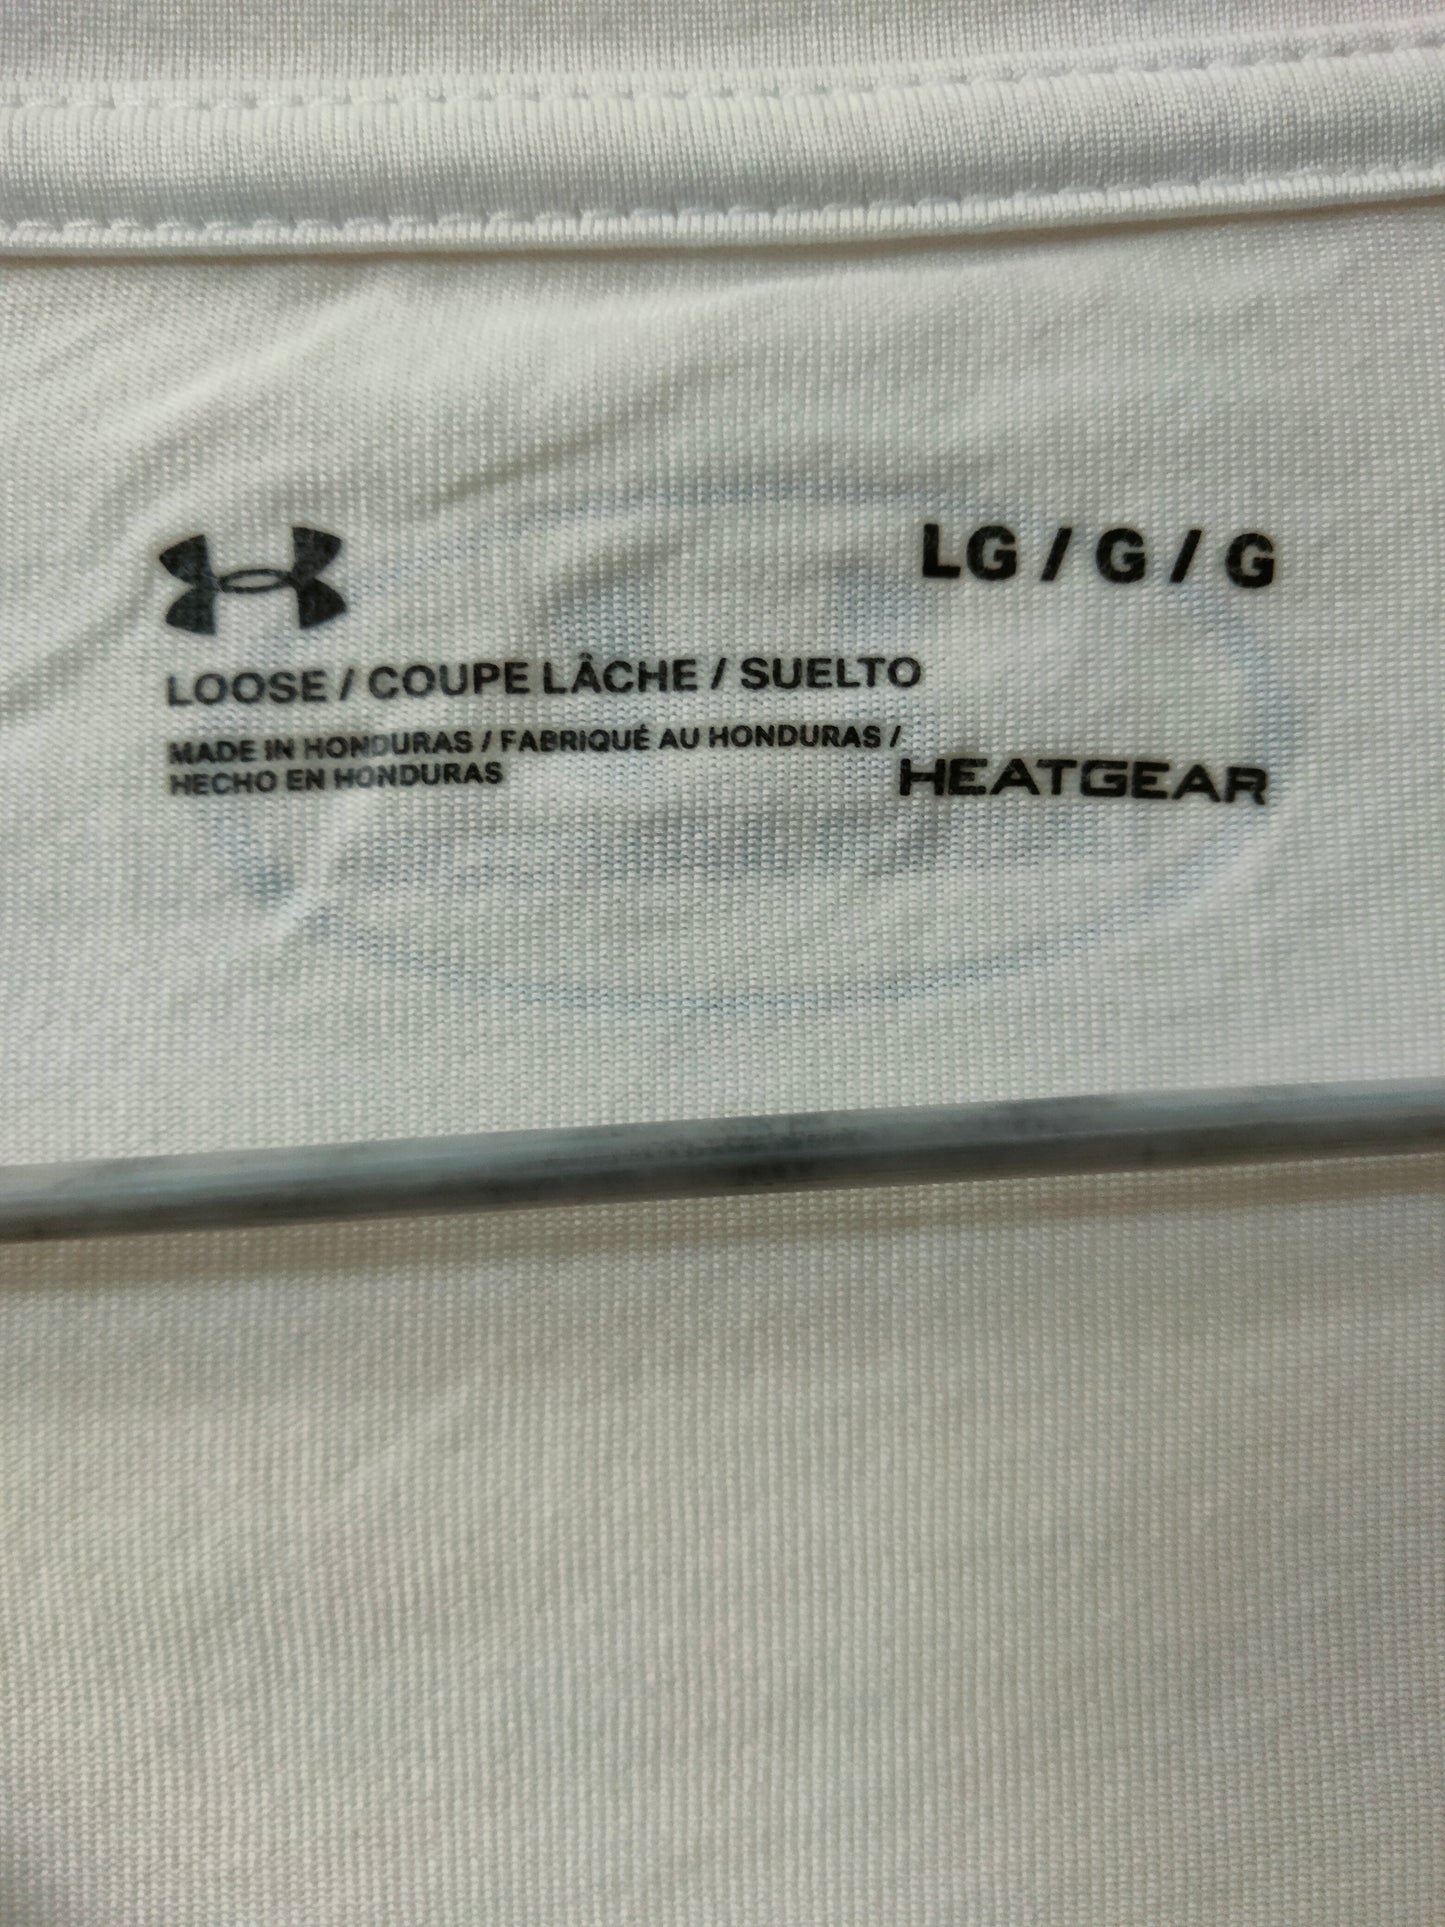 LG / G / G
LOOSE / COUPE LÂCHE / SUELTO
MADE IN HONDURAS / FABRIQUÉ AU HONDURAS /
HECHO EN HONDURAS
HEATGEAR